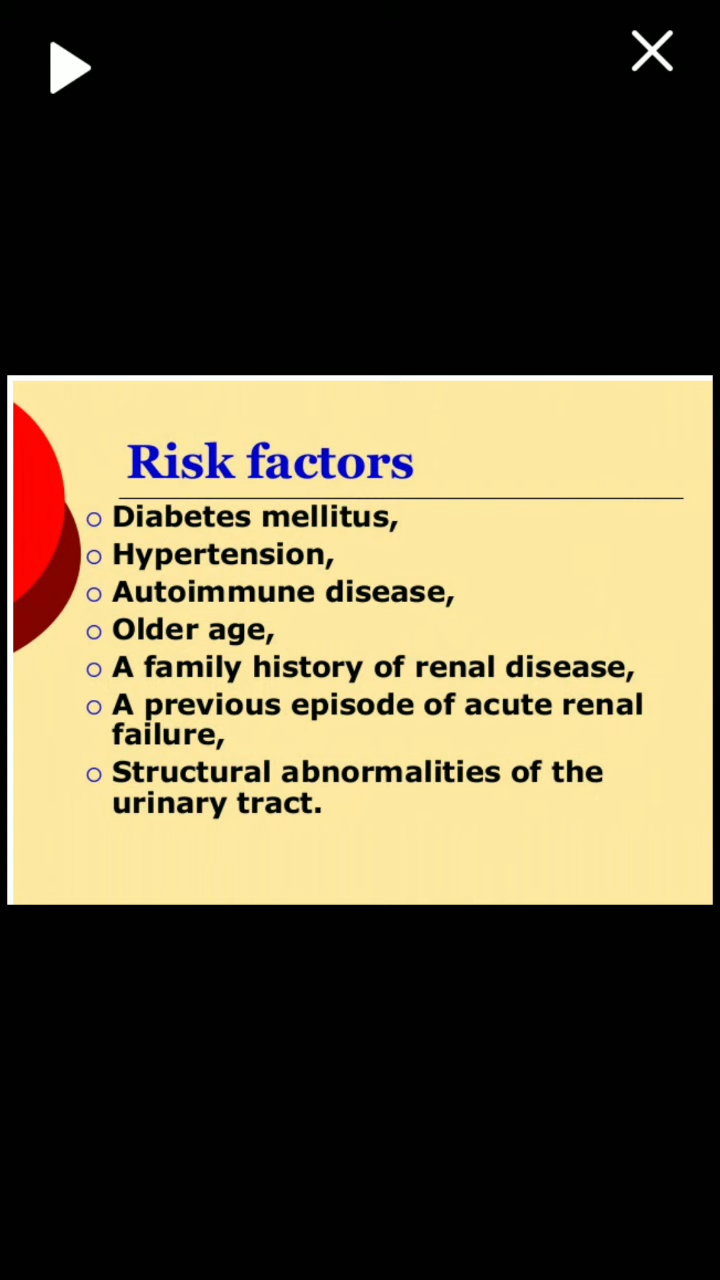 Risk factors
Diabetes mellitus,
Hypertension,
Autoimmune disease,
Older age,
A family history of renal disease,
A previous episode of acute renal
failure,
Structural abnormalities of the
urinary tract.